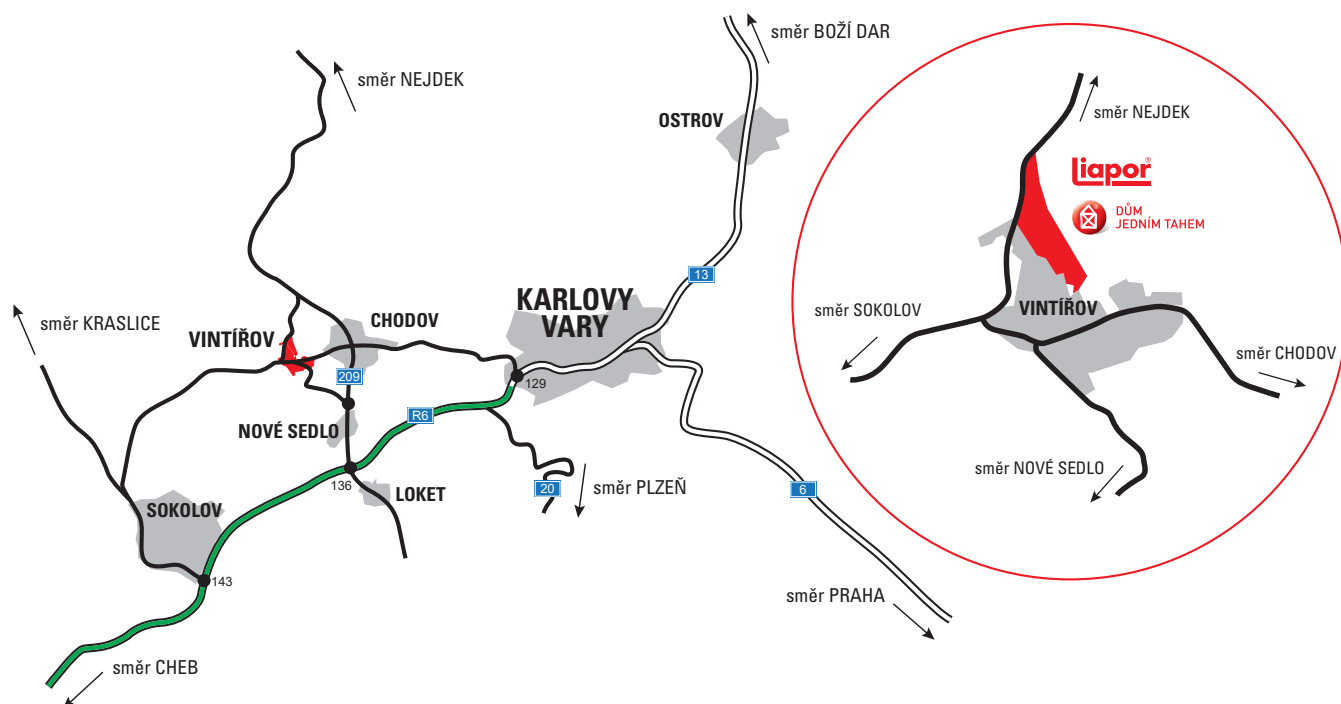 směr BOŽÍ DAR
směr NEJDEK
OSTROV
13
KARLOVY
VARY
směr KRASLICE
VINTÍŘOV
CHODOV
209
129
R6
NOVÉ SEDLO
136
LOKET
20
směr PLZEŇ
6
SOKOLOV
143
směr PRAHA
směr CHEB
směr NEJDEK
Liapor®
DŮM
JEDNÍM TAHEM
směr SOKOLOV
VINTÍŘOV
směr CHODOV
směr NOVÉ SEDLO